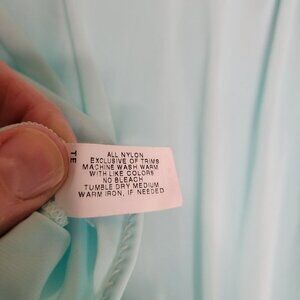 ALL NYLON
EXCLUSIVE OF TRIMS
MACHINE WASH WARM
WITH LIKE COLORS
NO BLEACH
TUMBLE DRY MEDIUM
WARM IRON, IF NEEDED
TE